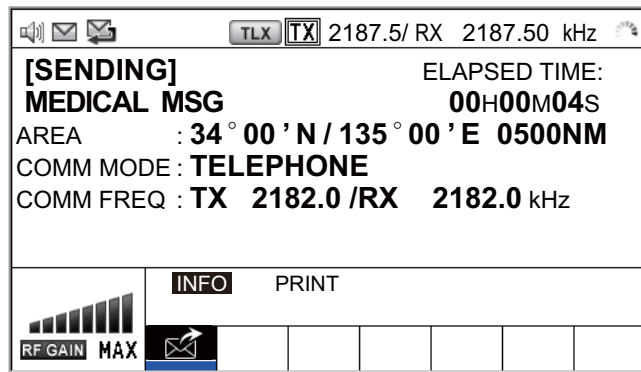 TLX TX 2187.5/ RX 2187.50 kHz
[SENDING] ELAPSED TIME:
MEDICAL MSG 00H00M04S
AREA : 34°00 ’ N / 135°00 ’ E 0500NM
COMM MODE : TELEPHONE
COMM FREQ : TX 2182.0 /RX 2182.0 kHz
INFO PRINT
RF GAIN MAX